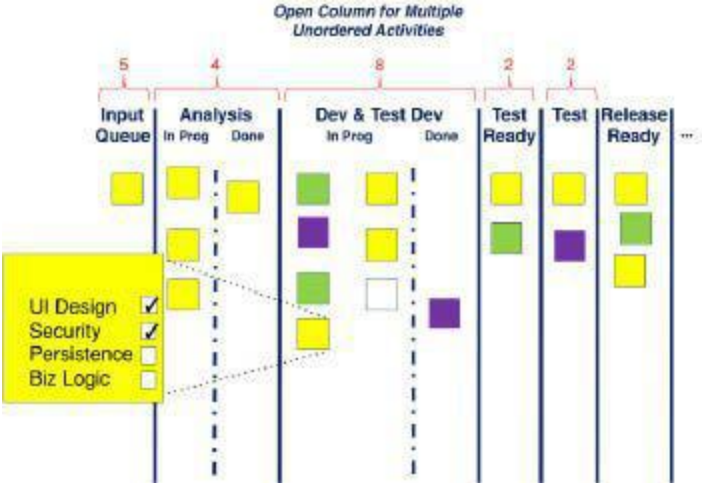 Open Column for Multiple
Unordered Activities
5 4 8 2 2
Input Queue
Analysis
In Prog Done
Dev & Test Dev
In Prog Done
Test Ready
Test
Release Ready
...
UI Design
Security
Persistence
Biz Logic